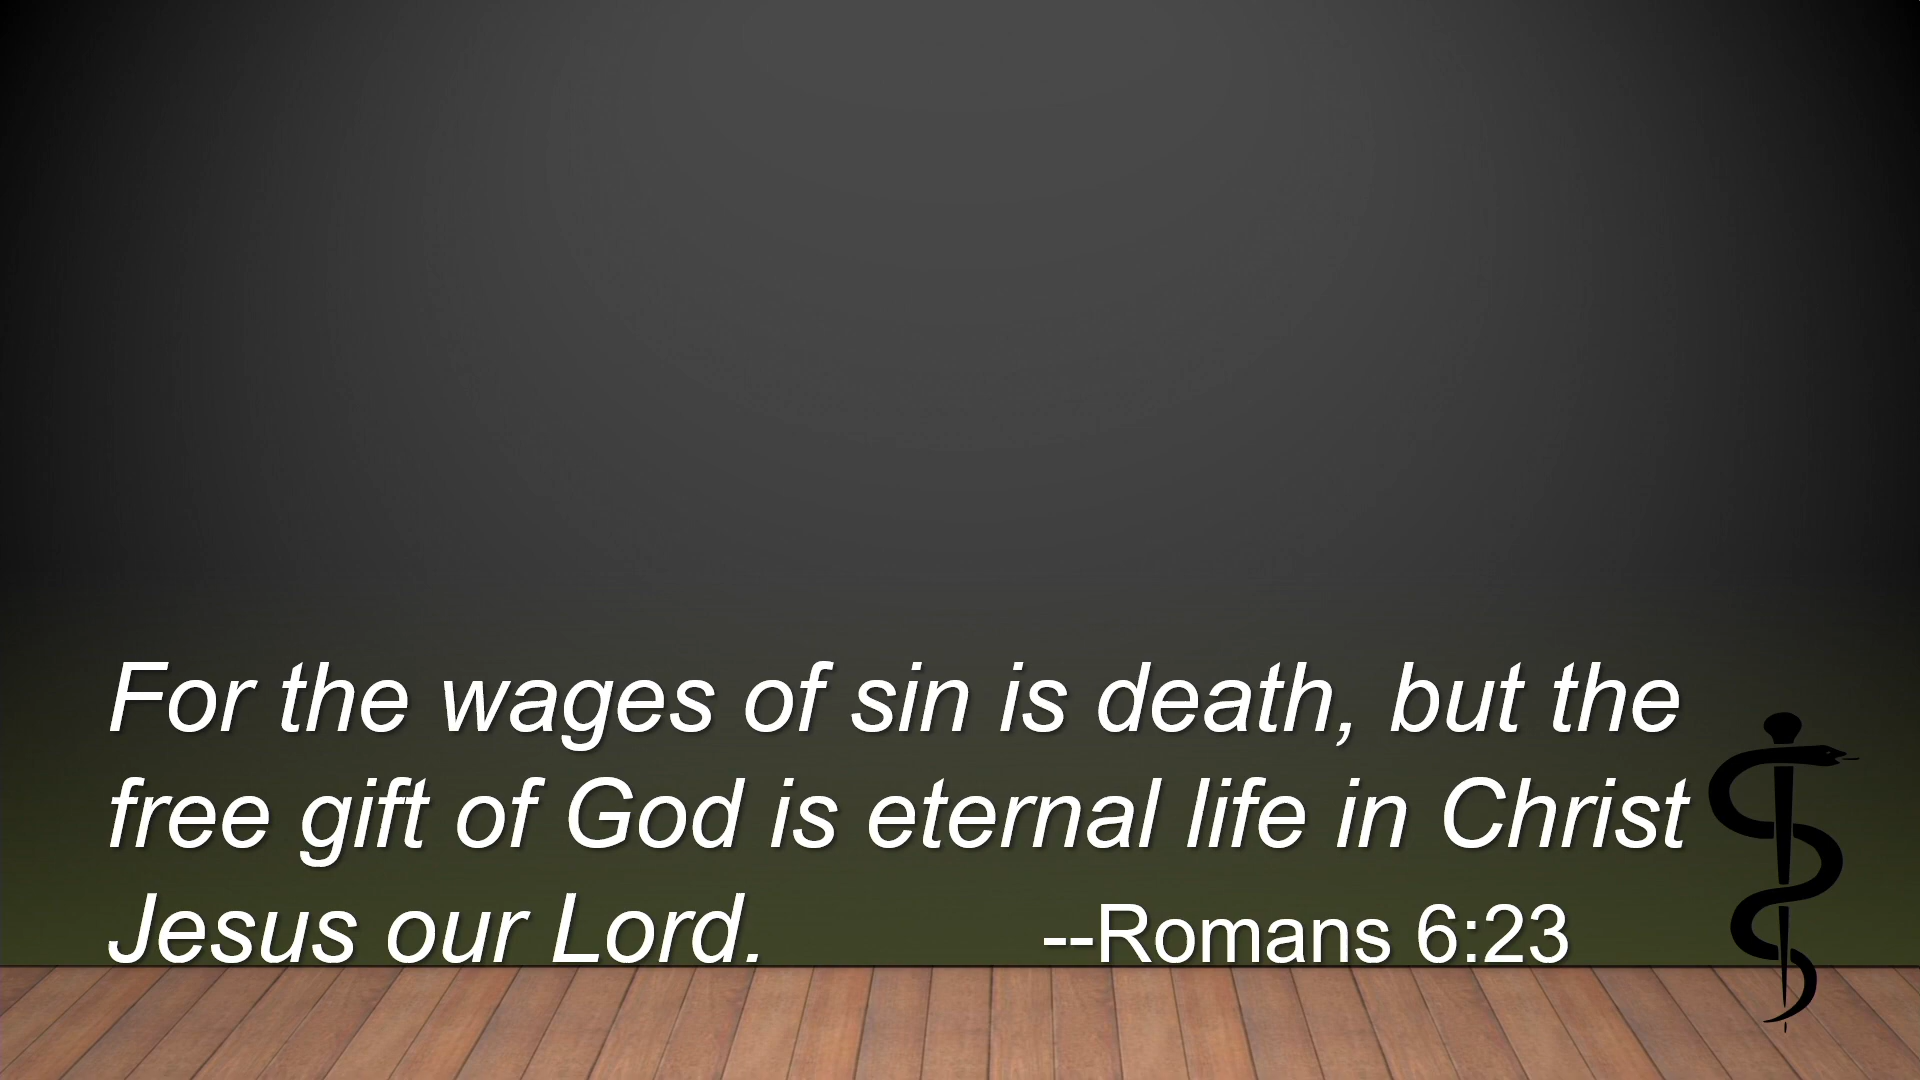 For the wages of sin is death, but the
free gift of God is eternal life in Christ
Jesus our Lord. --Romans 6:23